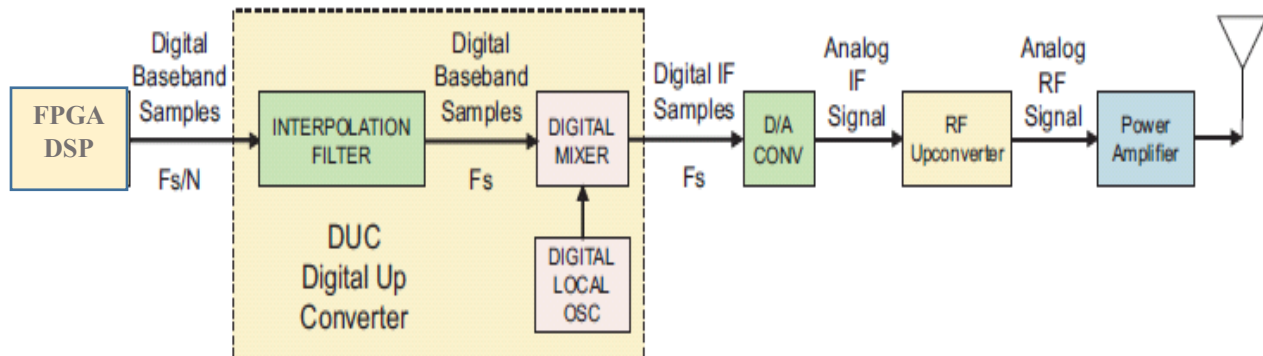 FPGA
DSP
Digital
Baseband
Samples
Fs/N
INTERPOLATION
FILTER
Digital
Baseband
Samples
Fs
DIGITAL
MIXER
DIGITAL
LOCAL
OSC
DUC
Digital Up
Converter
Digital IF
Samples
Fs
D/A
CONV
Analog
IF
Signal
RF
Upconverter
Analog
RF
Signal
Power
Amplifier